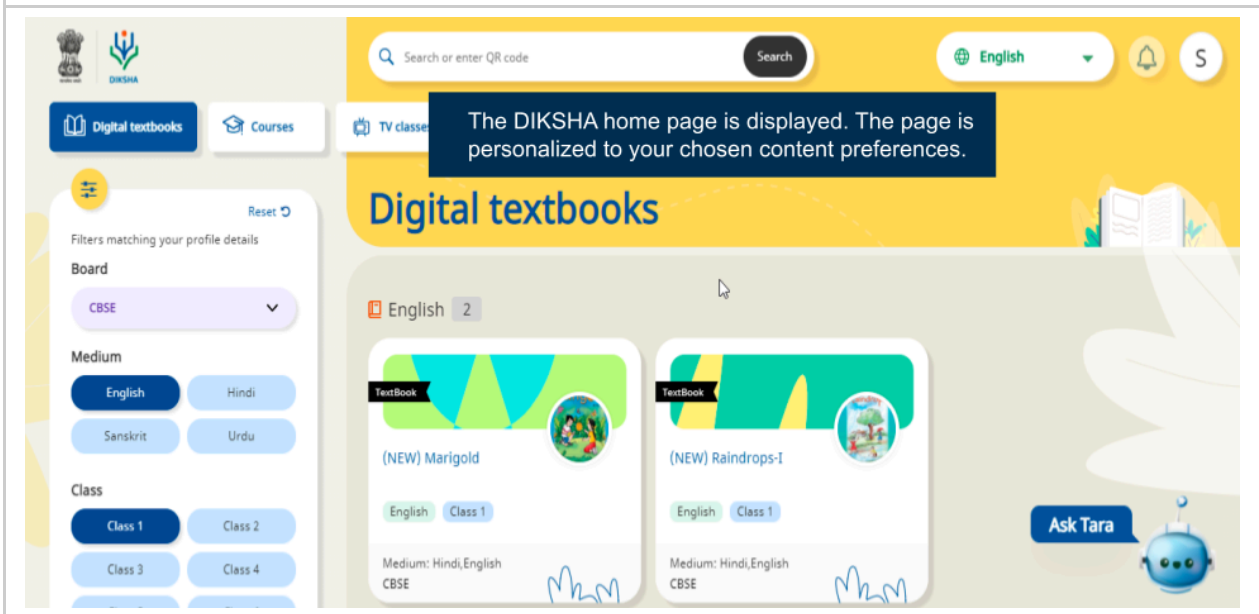 DIKSHA
Search or enter QR code
Search
English
S
Digital textbooks
Courses
TV classes
The DIKSHA home page is displayed. The page is
personalized to your chosen content preferences.
Digital textbooks
Reset
Filters matching your profile details
Board
CBSE
Medium
English
Hindi
Sanskrit
Urdu
Class
Class 1
Class 2
Class 3
Class 4
English 2
TextBook
(NEW) Marigold
English Class 1
Medium: Hindi,English
CBSE
TextBook
(NEW) Raindrops-I
English Class 1
Medium: Hindi,English
CBSE
Ask Tara